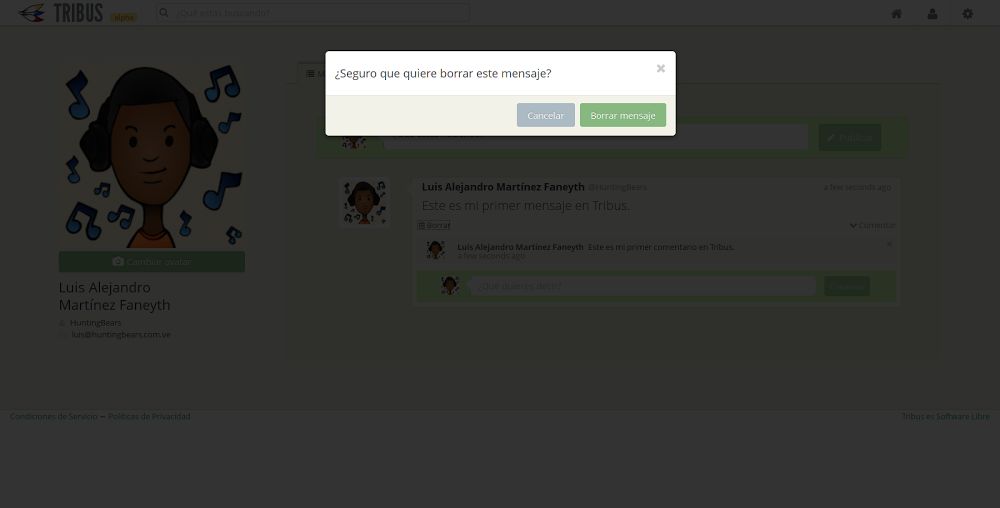 TRIBUS alpha
¿Qué estás buscando?
¿Seguro que quiere borrar este mensaje?
Cancelar
Borrar mensaje
Publicar
Luis Alejandro Martínez Faneyth @HuntingBears
a few seconds ago
Este es mi primer mensaje en Tribus.
Borrar
Comentar
Luis Alejandro Martínez Faneyth Este es mi primer comentario en Tribus.
a few seconds ago
¿Qué quieres decir?
Comentar
Cambiar avatar
Luis Alejandro
Martínez Faneyth
HuntingBears
luis@huntingbears.com.ve
Condiciones de Servicio — Políticas de Privacidad
Tribus es Software Libre